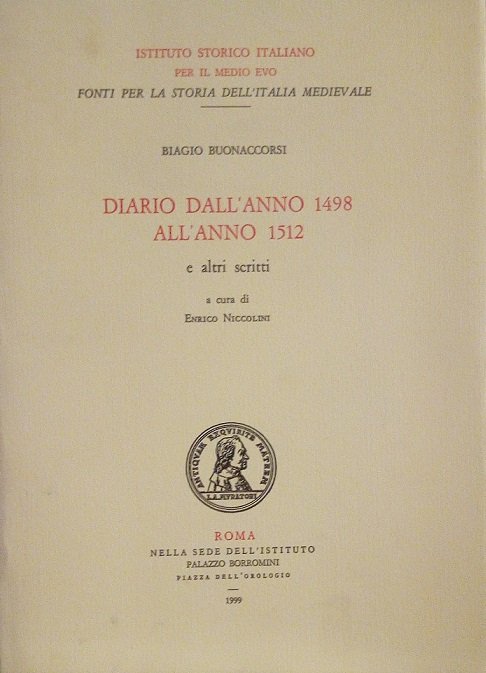 ISTITUTO STORICO ITALIANO
PER IL MEDIO EVO
FONTI PER LA STORIA DELL'ITALIA MEDIEVALE
BIAGIO BUONACCORSI
DIARIO DALL'ANNO 1498
ALL'ANNO 1512
e altri scritti
a cura di
ENRICO NICCOLINI
ANTIQVAM EXQVIRITE MATREM
L.A.MVRATORI
ROMA
NELLA SEDE DELL'ISTITUTO
PALAZZO BORROMINI
PIAZZA DELL'OROLOGIO
1999